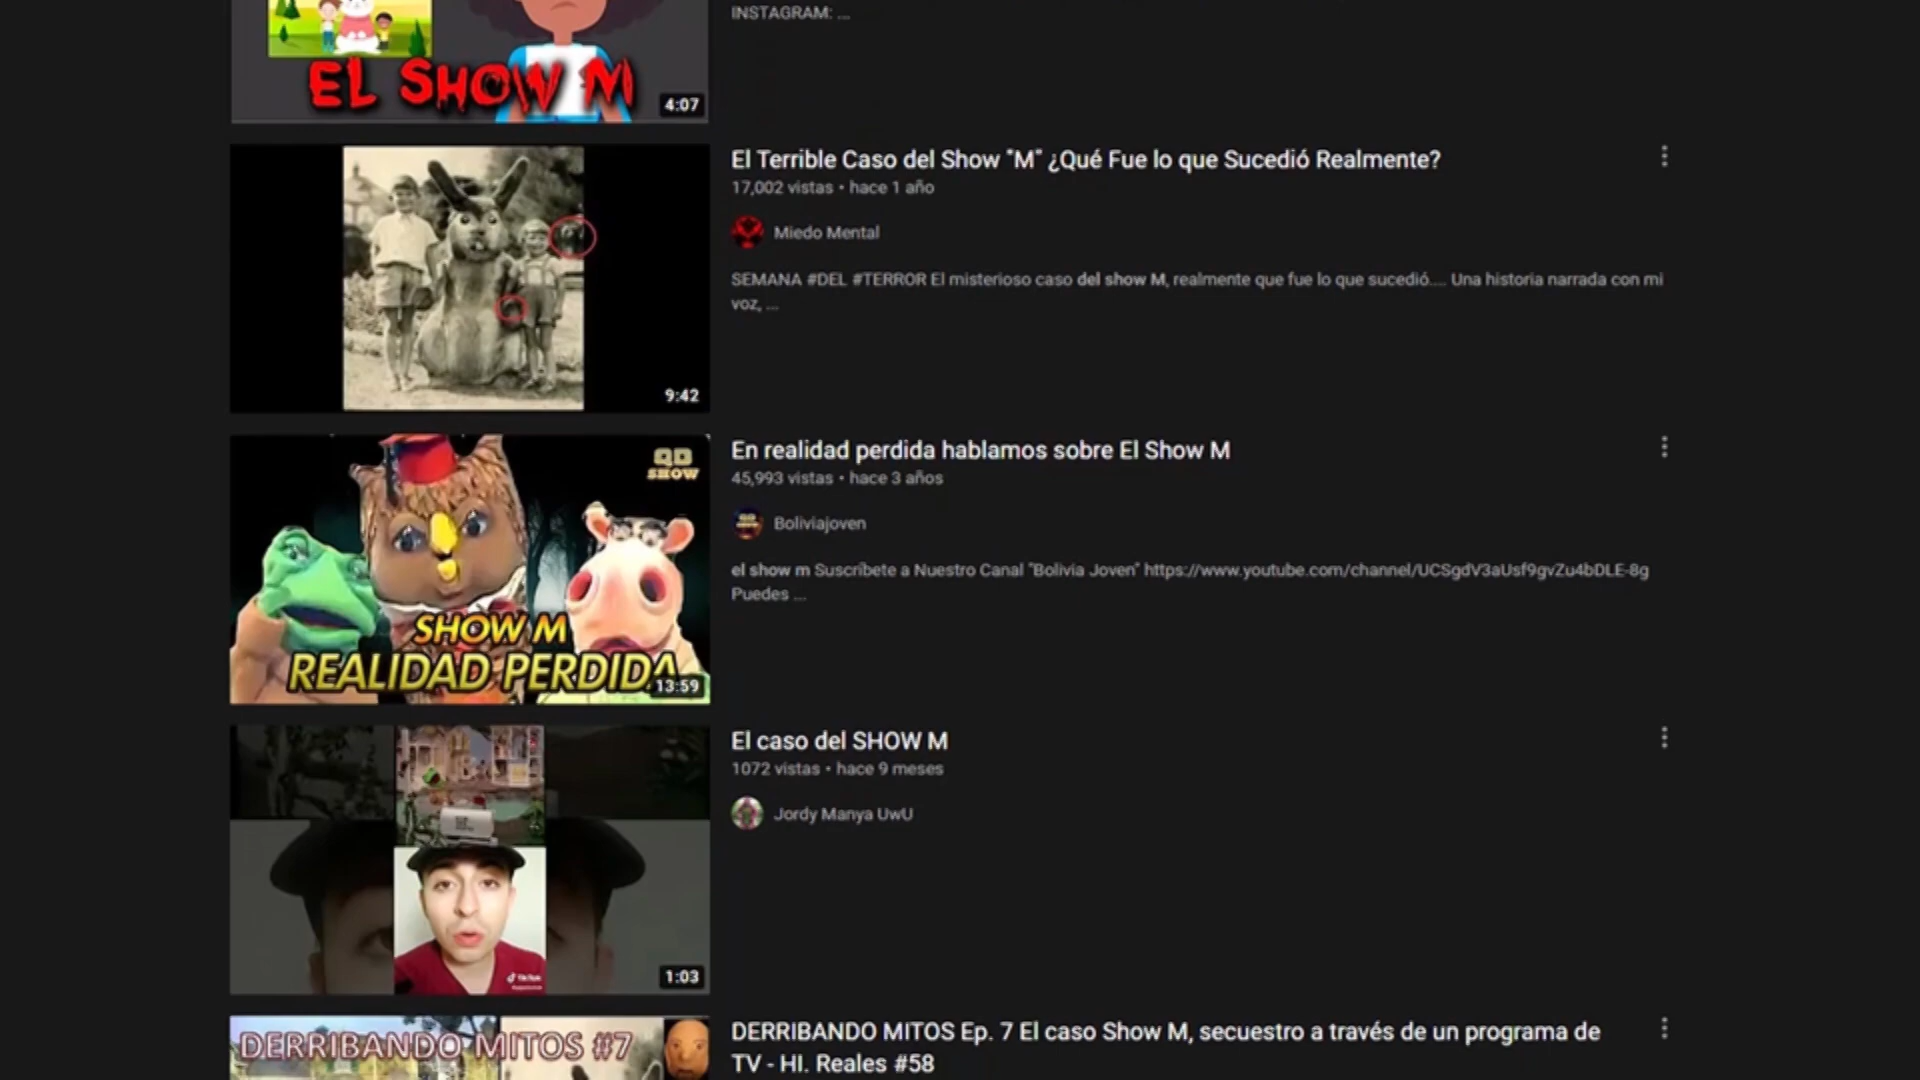 INSTAGRAM: ...
EL SHOW M
4:07
El Terrible Caso del Show "M" ¿Qué Fue lo que Sucedió Realmente?
17,002 vistas • hace 1 año
Miedo Mental
SEMANA #DEL #TERROR El misterioso caso del show M, realmente que fue lo que sucedió.... Una historia narrada con mi
voz, ...
9:42
QD
SHOW
SHOW M
REALIDAD PERDIDA
13:59
En realidad perdida hablamos sobre El Show M
45,993 vistas • hace 3 años
Boliviajoven
el show m Suscríbete a Nuestro Canal "Bolivia Joven" https://www.youtube.com/channel/UCSgdV3aUsf9gvZu4bDLE-8g
Puedes ...
El caso del SHOW M
1072 vistas • hace 9 meses
Jordy Manya UwU
TikTok
1:03
DERRIBANDO MITOS #7
DERRIBANDO MITOS Ep. 7 El caso Show M, secuestro a través de un programa de
TV - HI. Reales #58